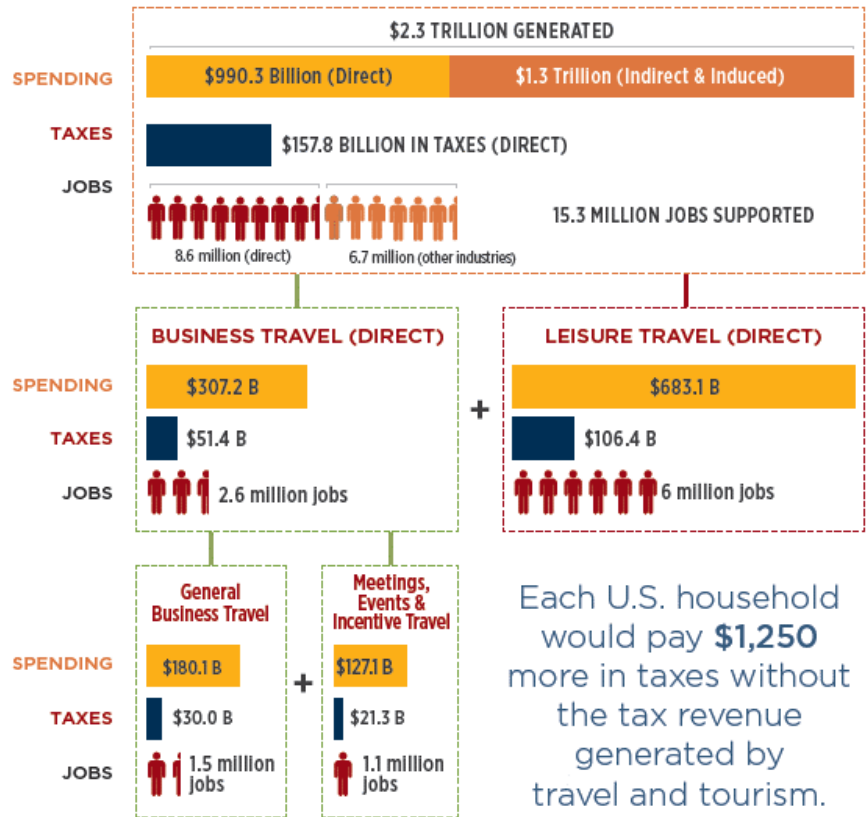 $2.3 TRILLION GENERATED
SPENDING
$990.3 Billion (Direct)
$1.3 Trillion (Indirect & Induced)
TAXES
$157.8 BILLION IN TAXES (DIRECT)
JOBS
15.3 MILLION JOBS SUPPORTED
8.6 million (direct)
6.7 million (other industries)
BUSINESS TRAVEL (DIRECT)
SPENDING
$307.2 B
TAXES
$51.4 B
JOBS
2.6 million jobs
+
LEISURE TRAVEL (DIRECT)
$683.1 B
$106.4 B
6 million jobs
General
Business Travel
SPENDING
$180.1 B
TAXES
$30.0 B
JOBS
1.5 million
jobs
+
Meetings,
Events &
Incentive Travel
$127.1 B
$21.3 B
1.1 million
jobs
Each U.S. household
would pay $1,250
more in taxes without
the tax revenue
generated by
travel and tourism.